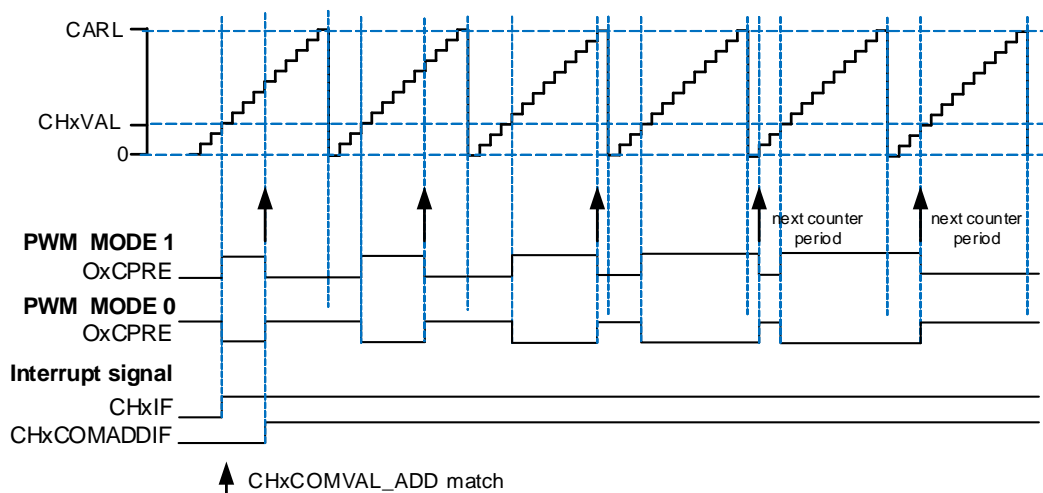 CARL
CHxVAL
0
next counter
period
next counter
period
PWM MODE 1
OxCPRE
PWM MODE 0
OxCPRE
Interrupt signal
CHxIF
CHxCOMADDIF
CHxCOMVAL_ADD match